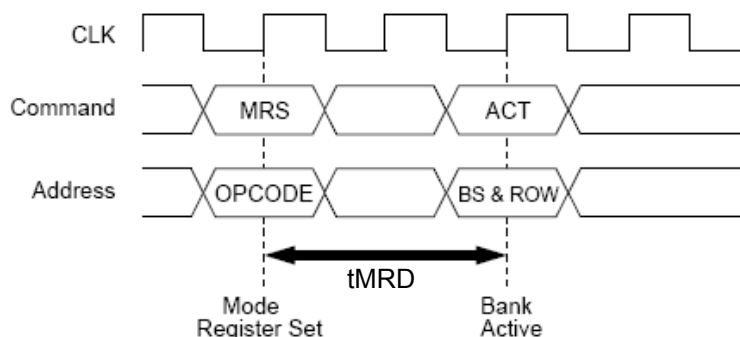 CLK
Command
MRS
ACT
Address
OPCODE
BS & ROW
tMRD
Mode
Register Set
Bank
Active